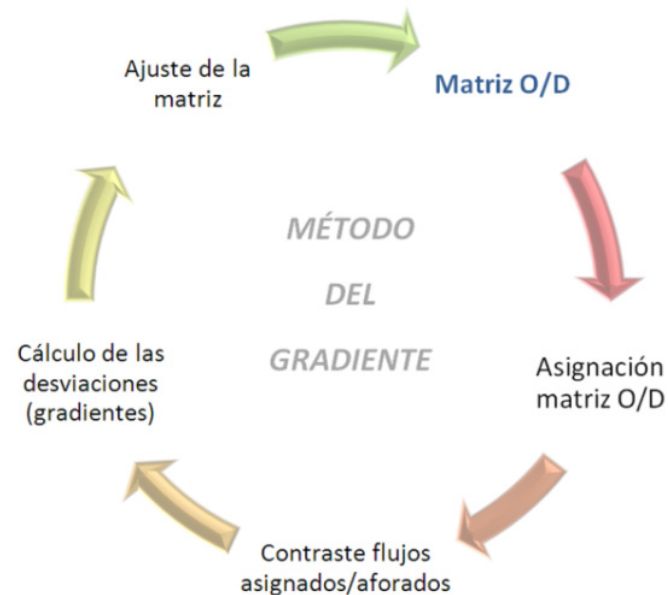 Ajuste de la
matriz
Matriz O/D
MÉTODO
DEL
GRADIENTE
Cálculo de las
desviaciones
(gradientes)
Asignación
matriz O/D
Contraste flujos
asignados/aforados